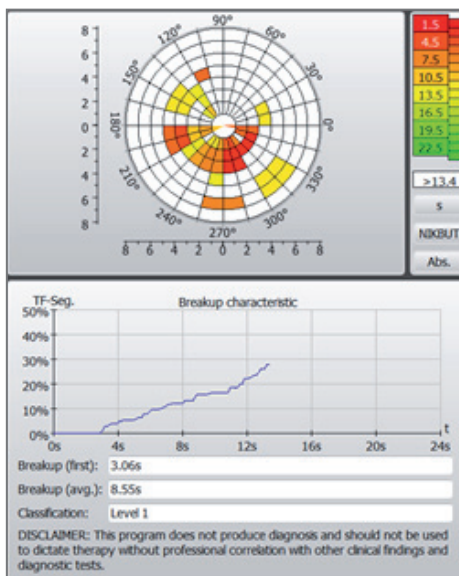 8
6
4
2
0
2
4
6
8
90°
60°
30°
0°
330°
300°
270°
240°
210°
180°
150°
120°
8 6 4 2 0 2 4 6 8
1.5
4.5
7.5
10.5
13.5
16.5
19.5
22.5
>13.4
s
NIKBUT
Abs.
TF-Seg.
Breakup characteristic
50%
40%
30%
20%
10%
0%
0s 4s 8s 12s 16s 20s 24s
t
Breakup (first): 3.06s
Breakup (avg.): 8.55s
Classification: Level 1
DISCLAIMER: This program does not produce diagnosis and should not be used
to dictate therapy without professional correlation with other clinical findings and
diagnostic tests.